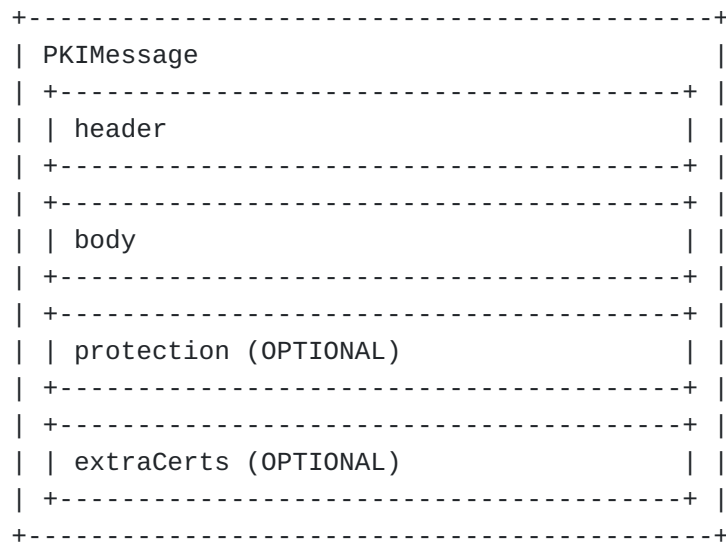 PKIMessage
header
body
protection (OPTIONAL)
extraCerts (OPTIONAL)